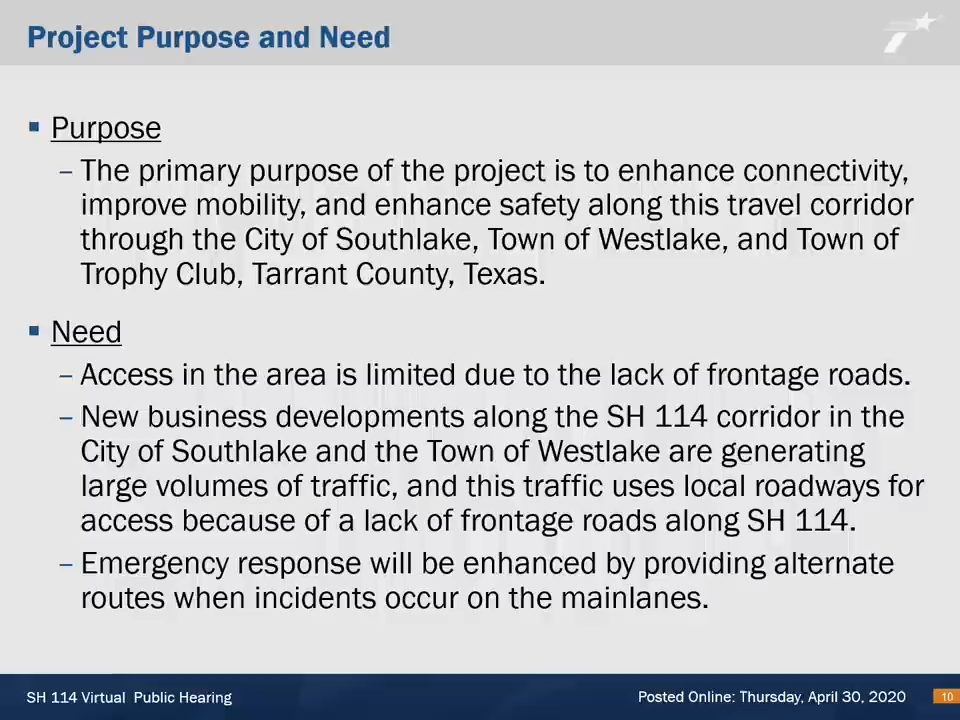 Project Purpose and Need
▪ Purpose
– The primary purpose of the project is to enhance connectivity,
improve mobility, and enhance safety along this travel corridor
through the City of Southlake, Town of Westlake, and Town of
Trophy Club, Tarrant County, Texas.
▪ Need
– Access in the area is limited due to the lack of frontage roads.
– New business developments along the SH 114 corridor in the
City of Southlake and the Town of Westlake are generating
large volumes of traffic, and this traffic uses local roadways for
access because of a lack of frontage roads along SH 114.
– Emergency response will be enhanced by providing alternate
routes when incidents occur on the mainlanes.
SH 114 Virtual Public Hearing
Posted Online: Thursday, April 30, 2020
10